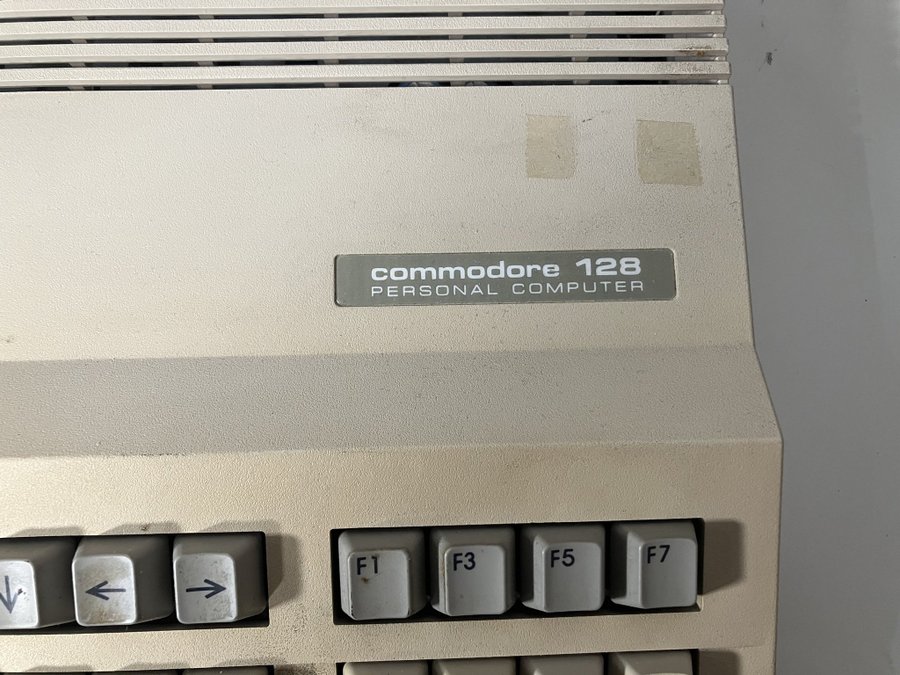 commodore 128
PERSONAL COMPUTER
↓ ← → F1 F3 F5 F7